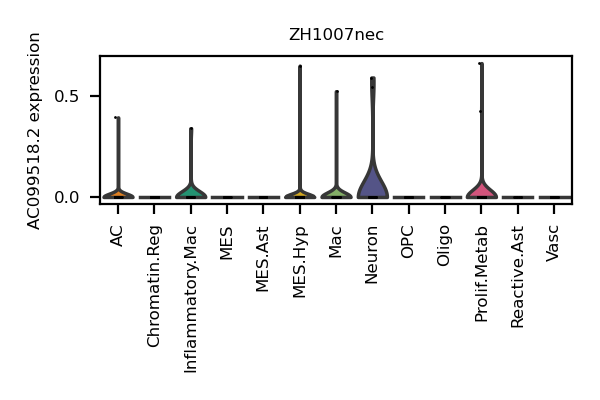 ZH1007nec
AC099518.2 expression
0.5
0.0
AC
Chromatin.Reg
Inflammatory.Mac
MES
MES.Ast
MES.Hyp
Mac
Neuron
OPC
Oligo
Prolif.Metab
Reactive.Ast
Vasc